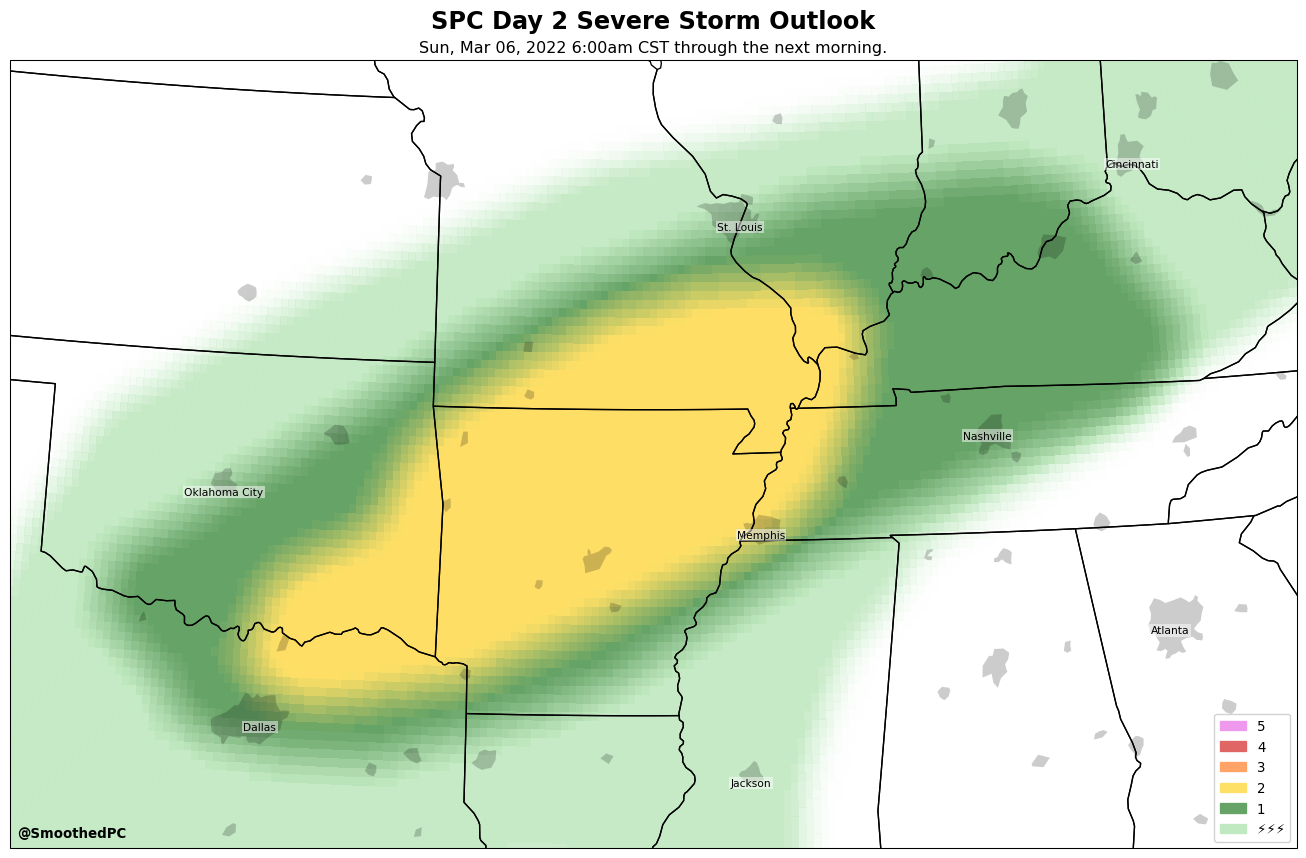 SPC Day 2 Severe Storm Outlook
Sun, Mar 06, 2022 6:00am CST through the next morning.
Cincinnati
St. Louis
Nashville
Oklahoma City
Memphis
Atlanta
Dallas
Jackson
5
4
3
2
1
⚡⚡⚡
@SmoothedPC